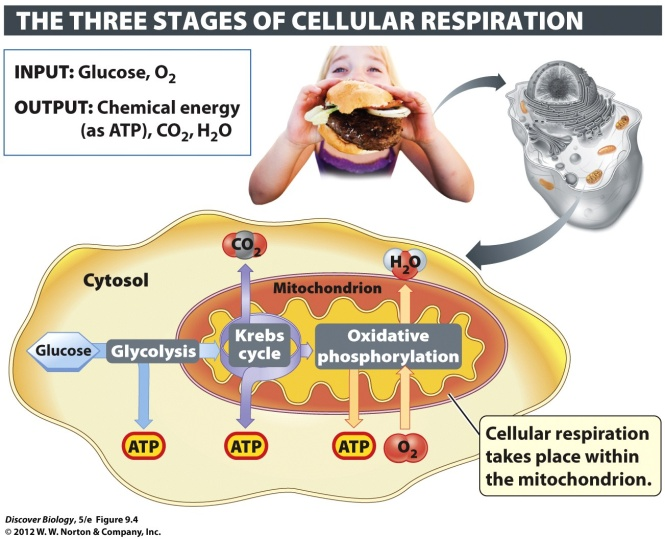 THE THREE STAGES OF CELLULAR RESPIRATION
INPUT: Glucose, O₂
OUTPUT: Chemical energy
(as ATP), CO₂, H₂O
CO₂
H₂O
Cytosol
Mitochondrion
Glucose
Glycolysis
Krebs
cycle
Oxidative
phosphorylation
ATP
ATP
ATP
O₂
Cellular respiration
takes place within
the mitochondrion.
Discover Biology, 5/e Figure 9.4
© 2012 W. W. Norton & Company, Inc.